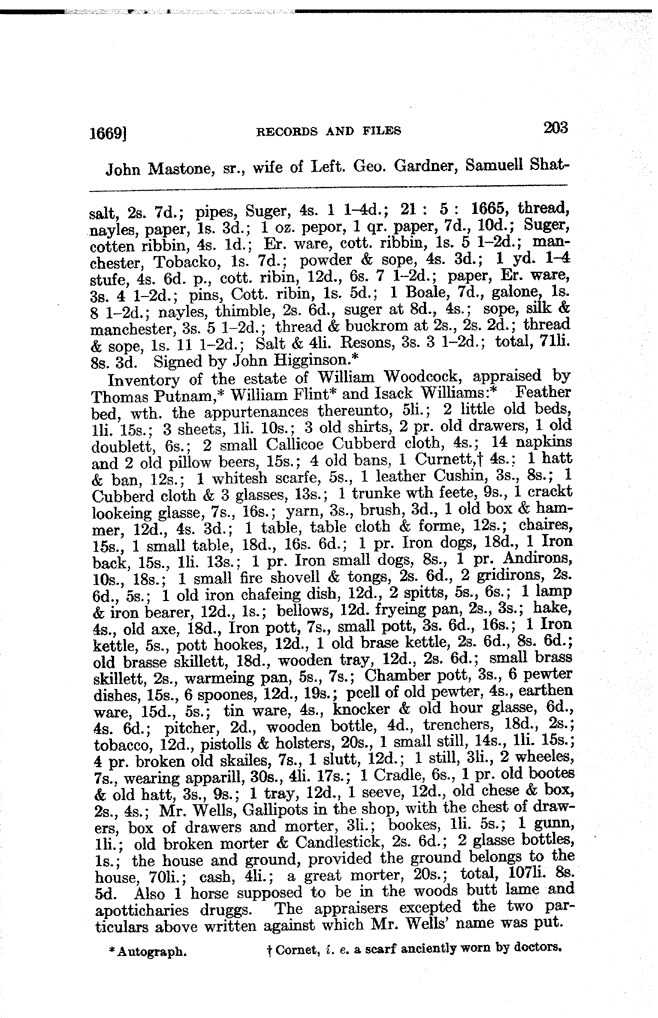 1669]
RECORDS AND FILES
203
John Mastone, sr., wife of Left. Geo. Gardner, Samuell Shat-
salt, 2s. 7d.; pipes, Suger, 4s. 1 1-4d.; 21 : 5 : 1665, thread,
nayles, paper, 1s. 3d.; 1 oz. pepor, 1 qr. paper, 7d., 10d.; Suger,
cotten ribbin, 4s. 1d.; Er. ware, cott. ribbin, 1s. 5 1-2d.; man-
chester, Tobacko, 1s. 7d.; powder & sope, 4s. 3d.; 1 yd. 1-4
stufe, 4s. 6d. p., cott. ribin, 12d., 6s. 7 1-2d.; paper, Er. ware,
3s. 4 1-2d.; pins, Cott. ribin, 1s. 5d.; 1 Boale, 7d., galone, 1s.
8 1-2d.; nayles, thimble, 2s. 6d., suger at 8d., 4s.; sope, silk &
manchester, 3s. 5 1-2d.; thread & buckrom at 2s., 2s. 2d.; thread
& sope, 1s. 11 1-2d.; Salt & 4li. Resons, 3s. 3 1-2d.; total, 71li.
8s. 3d. Signed by John Higginson.*
Inventory of the estate of William Woodcock, appraised by
Thomas Putnam,* William Flint* and Isack Williams:* Feather
bed, wth. the appurtenances thereunto, 5li.; 2 little old beds,
1li. 15s.; 3 sheets, 1li. 10s.; 3 old shirts, 2 pr. old drawers, 1 old
doublett, 6s.; 2 small Callicoe Cubberd cloth, 4s.; 14 napkins
and 2 old pillow beers, 15s.; 4 old bans, 1 Curnett,† 4s.; 1 hatt
& ban, 12s.; 1 whitesh scarfe, 5s., 1 leather Cushin, 3s., 8s.; 1
Cubberd cloth & 3 glasses, 13s.; 1 trunke wth feete, 9s., 1 crackt
lookeing glasse, 7s., 16s.; yarn, 3s., brush, 3d., 1 old box & ham-
mer, 12d., 4s. 3d.; 1 table, table cloth & forme, 12s.; chaires,
15s., 1 small table, 18d., 16s. 6d.; 1 pr. Iron dogs, 18d., 1 Iron
back, 15s., 1li. 13s.; 1 pr. Iron small dogs, 8s., 1 pr. Andirons,
10s., 18s.; 1 small fire shovell & tongs, 2s. 6d., 2 gridirons, 2s.
6d., 5s.; 1 old iron chafeing dish, 12d., 2 spitts, 5s., 6s.; 1 lamp
& iron bearer, 12d., 1s.; bellows, 12d. fryeing pan, 2s., 3s.; hake,
4s., old axe, 18d., Iron pott, 7s., small pott, 3s. 6d., 16s.; 1 Iron
kettle, 5s., pott hookes, 12d., 1 old brase kettle, 2s. 6d., 8s. 6d.;
old brasse skillett, 18d., wooden tray, 12d., 2s. 6d.; small brass
skillett, 2s., warmeing pan, 5s., 7s.; Chamber pott, 3s., 6 pewter
dishes, 15s., 6 spoones, 12d., 19s.; pcell of old pewter, 4s., earthen
ware, 15d., 5s.; tin ware, 4s., knocker & old hour glasse, 6d.,
4s. 6d.; pitcher, 2d., wooden bottle, 4d., trenchers, 18d., 2s.;
tobacco, 12d., pistolls & holsters, 20s., 1 small still, 14s., 1li. 15s.;
4 pr. broken old skailes, 7s., 1 slutt, 12d.; 1 still, 3li., 2 wheeles,
7s., wearing apparill, 30s., 4li. 17s.; 1 Cradle, 6s., 1 pr. old bootes
& old hatt, 3s., 9s.; 1 tray, 12d., 1 seeve, 12d., old chese & box,
2s., 4s.; Mr. Wells, Gallipots in the shop, with the chest of draw-
ers, box of drawers and morter, 3li.; bookes, 1li. 5s.; 1 gunn,
1li.; old broken morter & Candlestick, 2s. 6d.; 2 glasse bottles,
1s.; the house and ground, provided the ground belongs to the
house, 70li.; cash, 4li.; a great morter, 20s.; total, 107li. 8s.
5d. Also 1 horse supposed to be in the woods butt lame and
apotticharies druggs. The appraisers excepted the two par-
ticulars above written against which Mr. Wells' name was put.
*Autograph.
† Cornet, i. e. a scarf anciently worn by doctors.